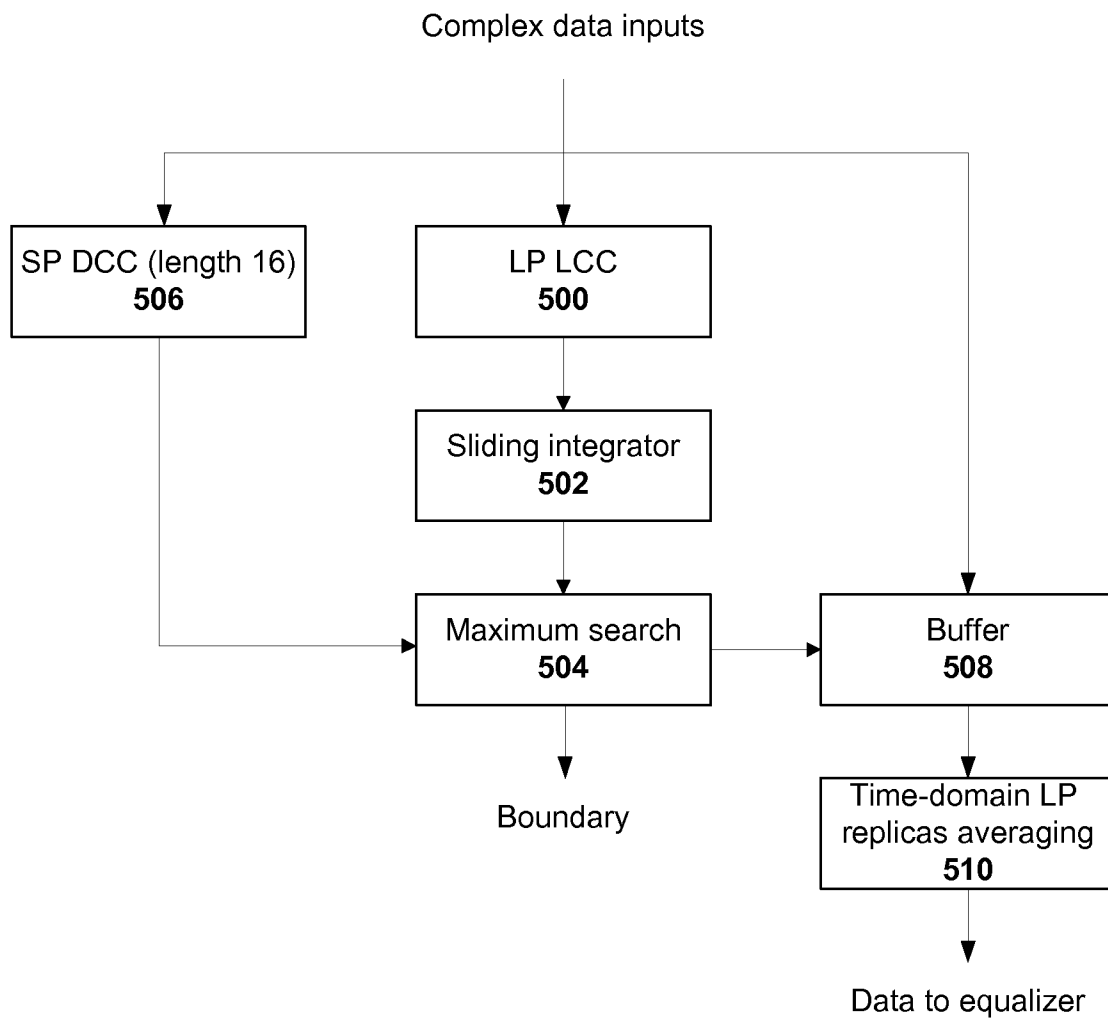 Complex data inputs
SP DCC (length 16)
506
LP LCC
500
Sliding integrator
502
Maximum search
504
Buffer
508
Boundary
Time-domain LP
replicas averaging
510
Data to equalizer